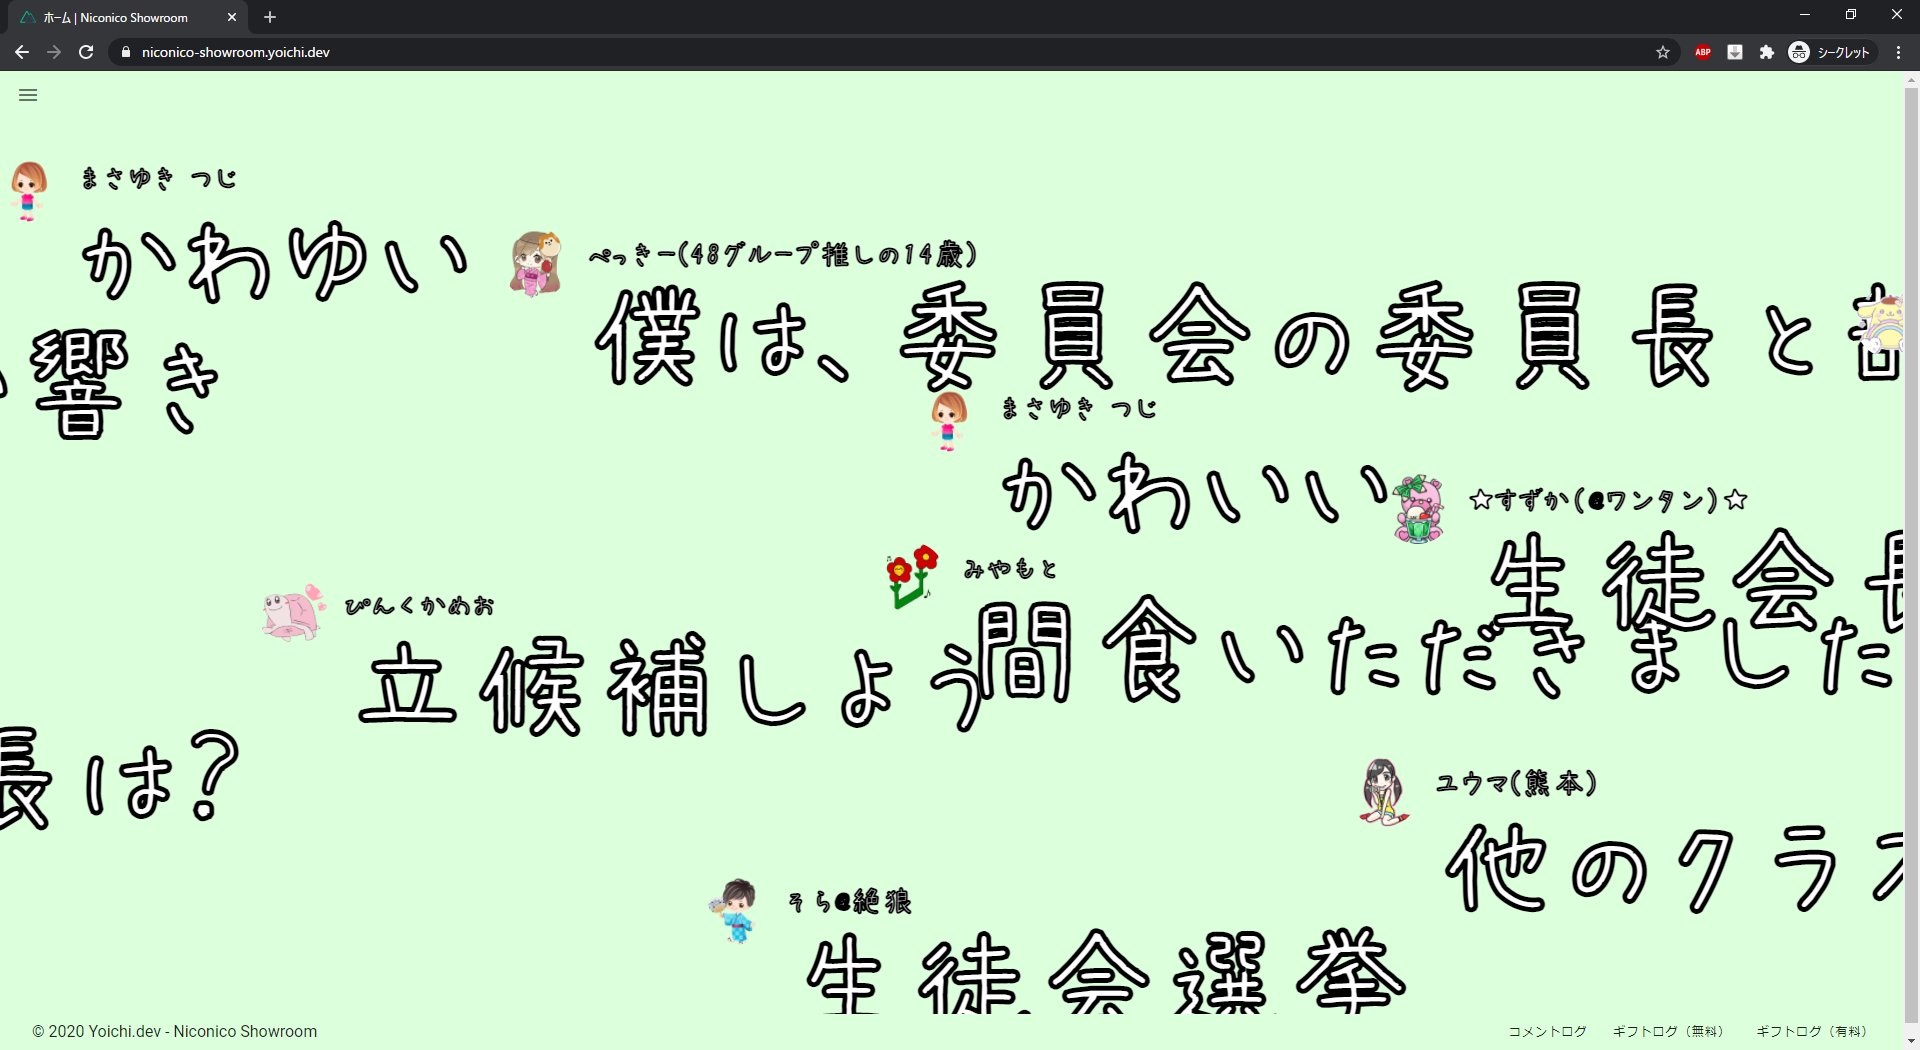 ホーム | Niconico Showroom
niconico-showroom.yoichi.dev
ABP
シークレット
まさゆき つじ
かわゆい
ぺっきー(48グループ推しの14歳)
僕は、委員会の委員長と
響き
まさゆき つじ
かわいい
☆すずか(@ワンタン)☆
生徒会長
みやもと
間食いただきました
ぴんくかめお
立候補しよう
長は?
ユウマ(熊本)
他のクラス
そら@絶狼
生徒会選挙
© 2020 Yoichi.dev - Niconico Showroom
コメントログ
ギフトログ（無料）
ギフトログ（有料）